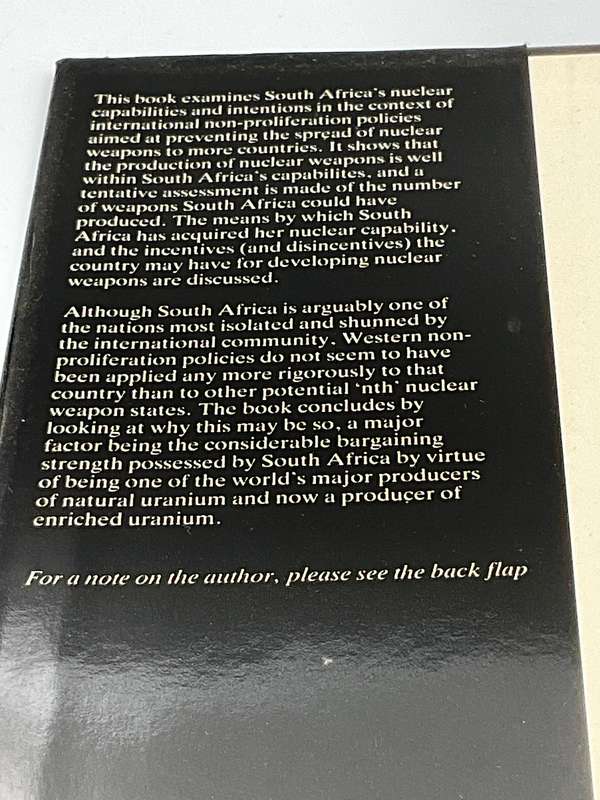 This book examines South Africa's nuclear
capabilities and intentions in the context of
international non-proliferation policies
aimed at preventing the spread of nuclear
weapons to more countries. It shows that
the production of nuclear weapons is well
within South Africa's capabilites, and a
tentative assessment is made of the number
of weapons South Africa could have
produced. The means by which South
Africa has acquired her nuclear capability,
and the incentives (and disincentives) the
country may have for developing nuclear
weapons are discussed.
Although South Africa is arguably one of
the nations most isolated and shunned by
the international community, Western non-
proliferation policies do not seem to have
been applied any more rigorously to that
country than to other potential 'nth' nuclear
weapon states. The book concludes by
looking at why this may be so, a major
factor being the considerable bargaining
strength possessed by South Africa by virtue
of being one of the world's major producers
of natural uranium and now a producer of
enriched uranium.
For a note on the author, please see the back flap